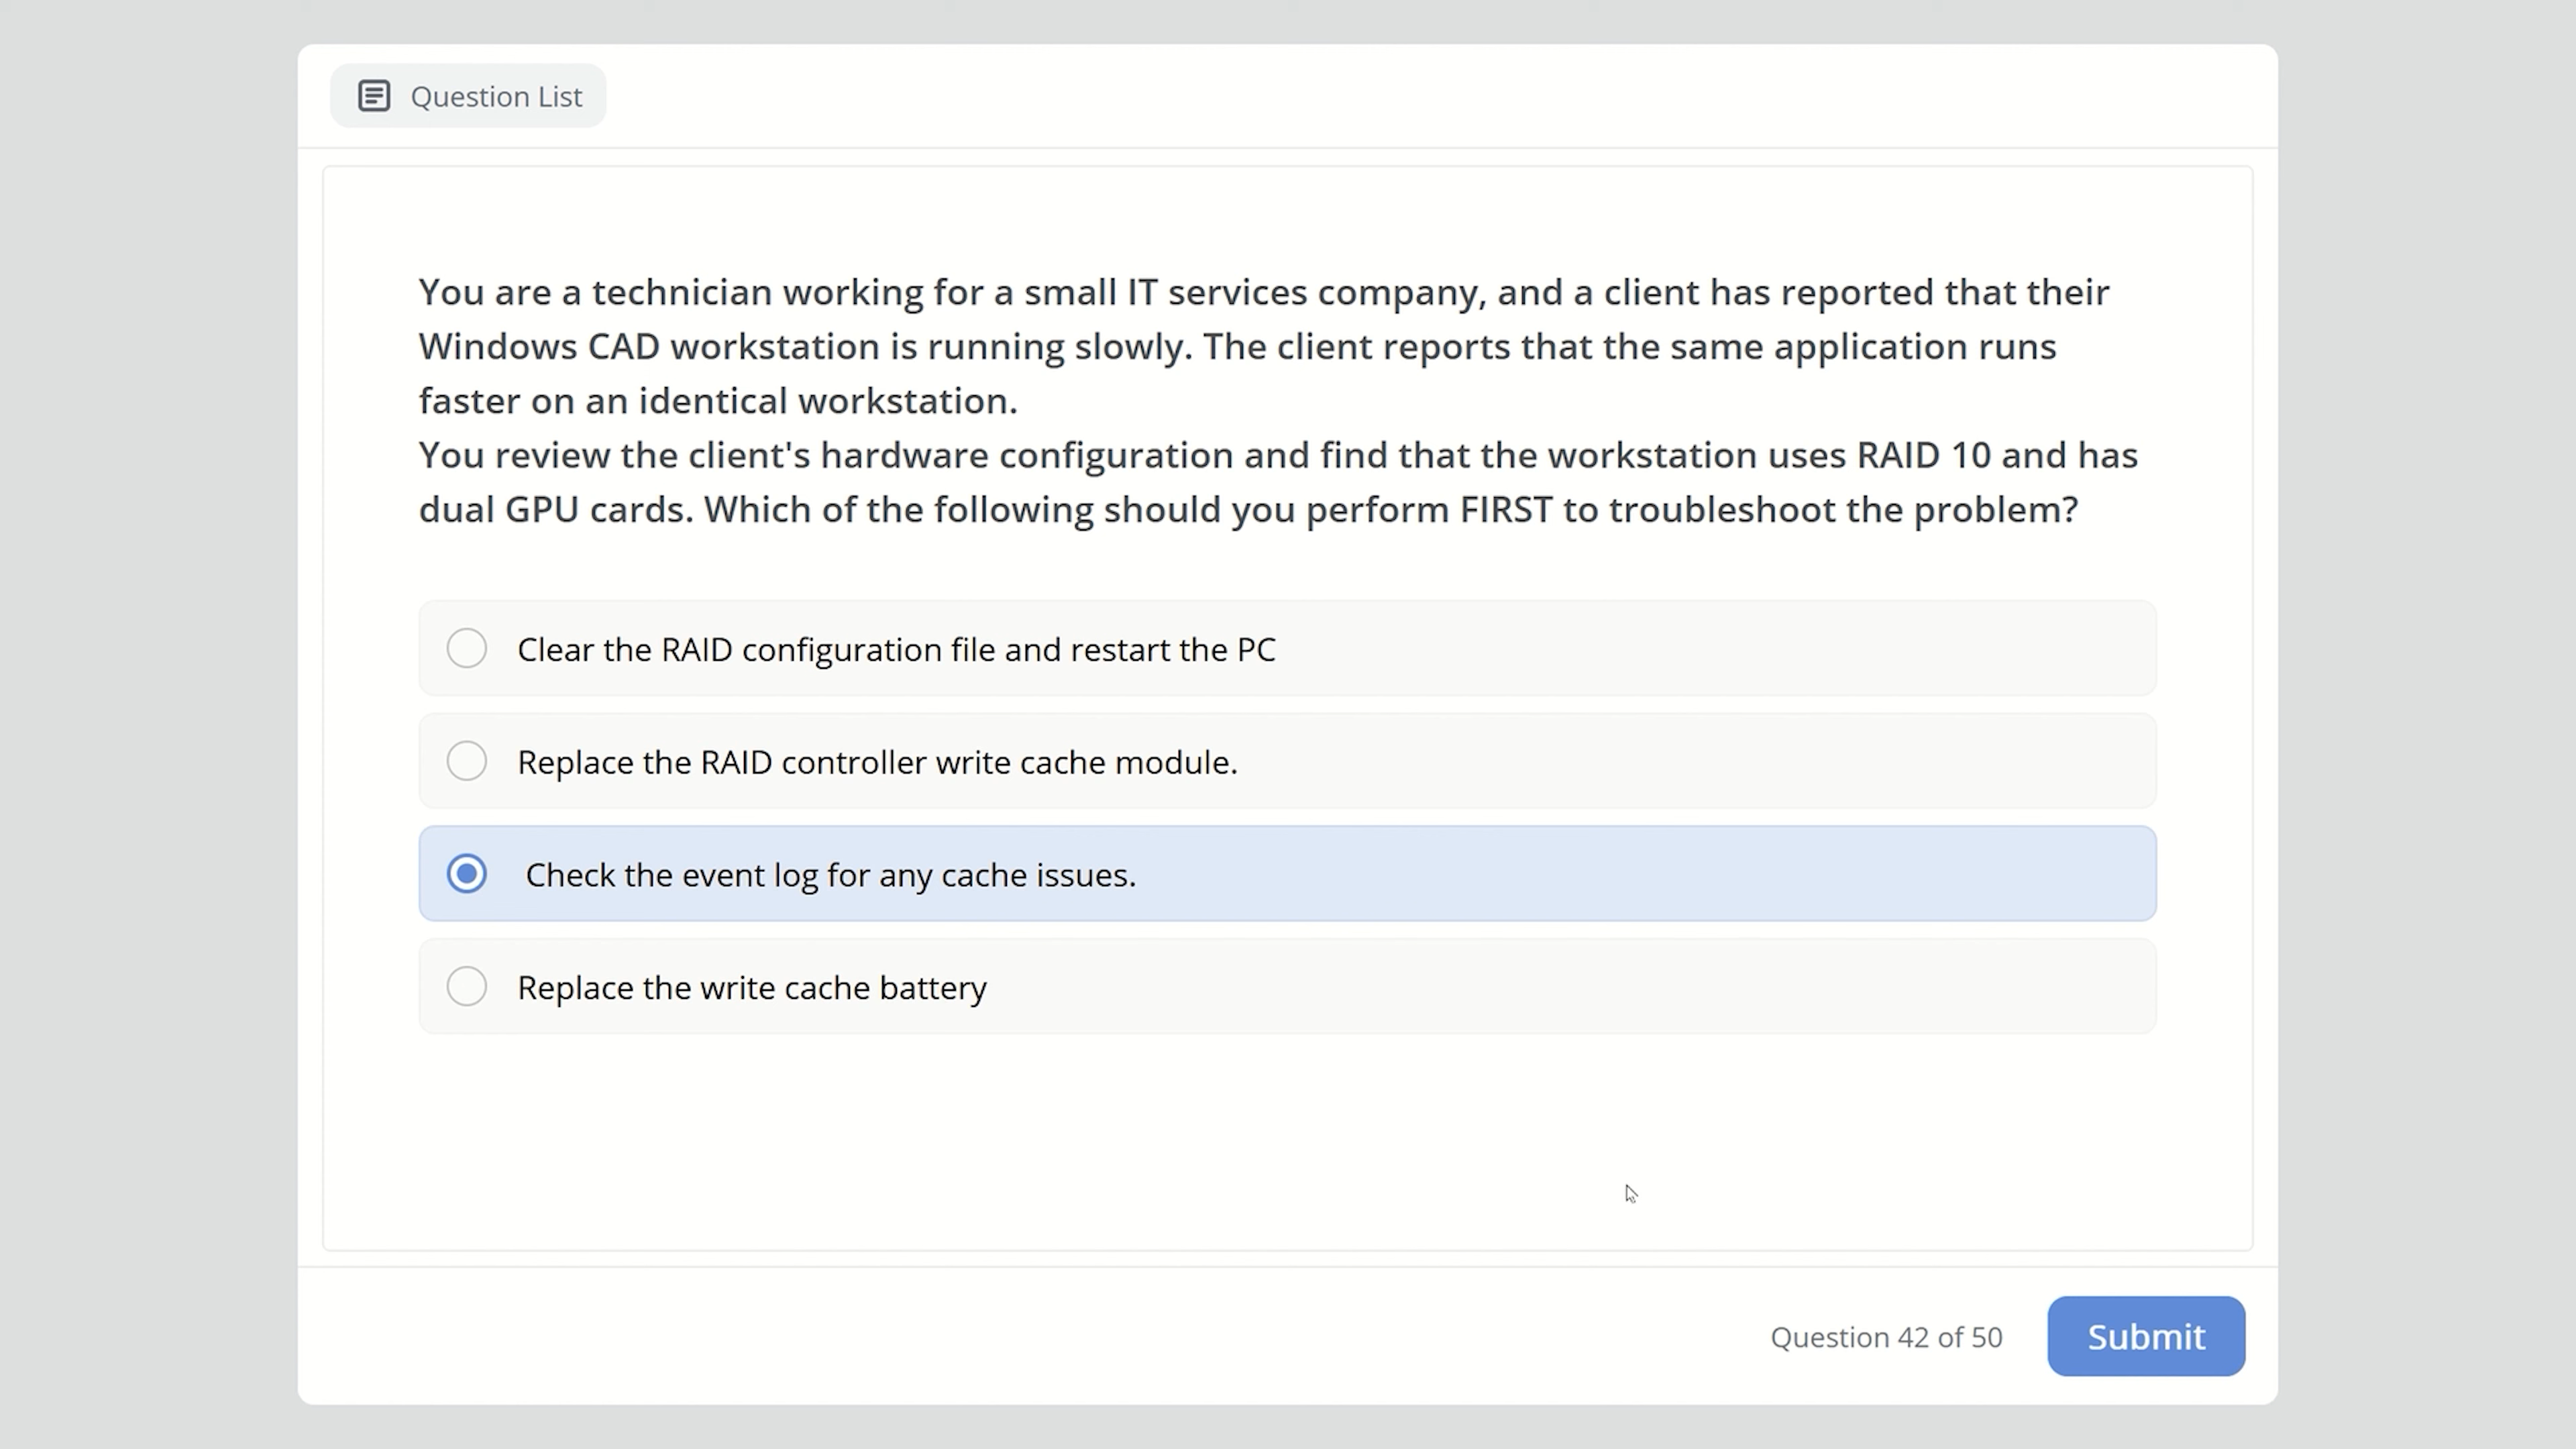 Question List
You are a technician working for a small IT services company, and a client has reported that their
Windows CAD workstation is running slowly. The client reports that the same application runs
faster on an identical workstation.
You review the client's hardware configuration and find that the workstation uses RAID 10 and has
dual GPU cards. Which of the following should you perform FIRST to troubleshoot the problem?
Clear the RAID configuration file and restart the PC
Replace the RAID controller write cache module.
Check the event log for any cache issues.
Replace the write cache battery
Question 42 of 50
Submit